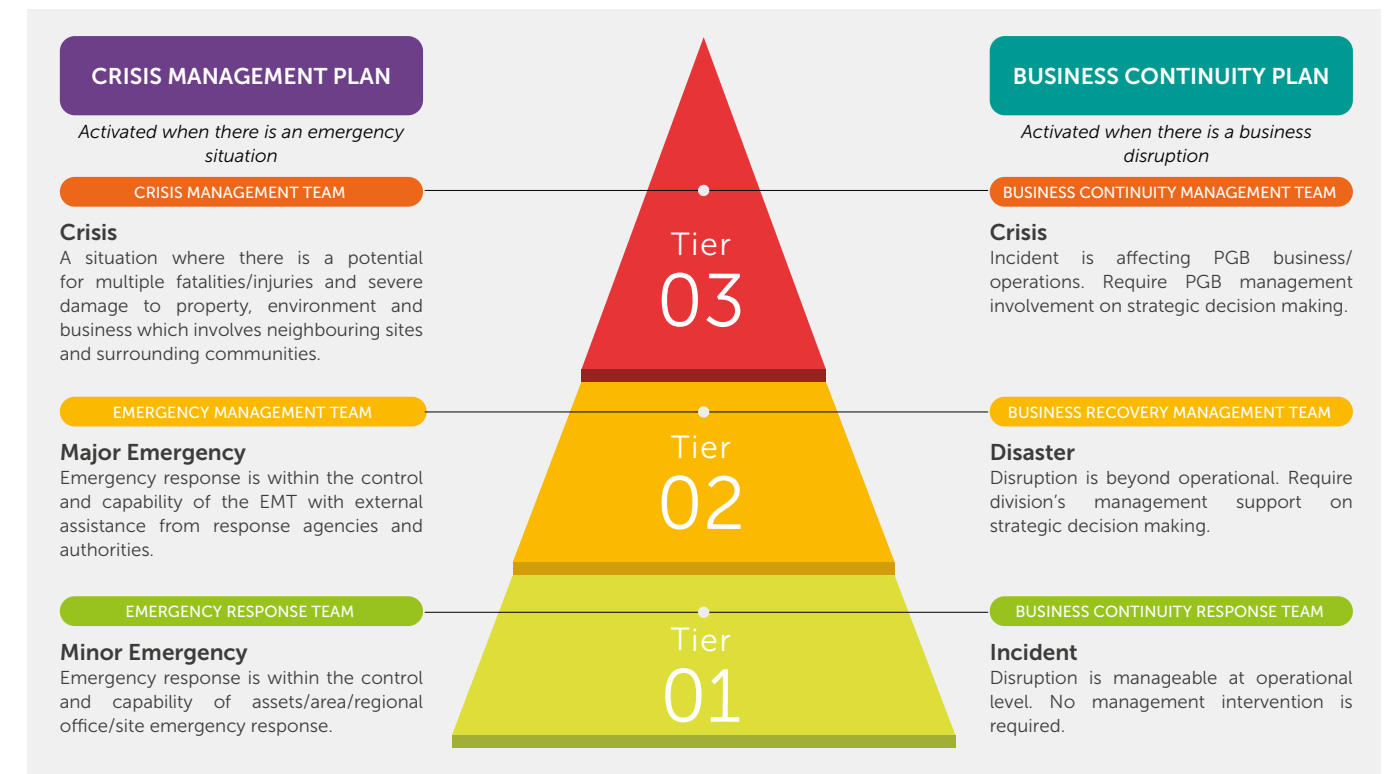 CRISIS MANAGEMENT PLAN
Activated when there is an emergency
situation
CRISIS MANAGEMENT TEAM
Crisis
A situation where there is a potential
for multiple fatalities/injuries and severe
damage to property, environment and
business which involves neighbouring sites
and surrounding communities.
EMERGENCY MANAGEMENT TEAM
Major Emergency
Emergency response is within the control
and capability of the EMT with external
assistance from response agencies and
authorities.
EMERGENCY RESPONSE TEAM
Minor Emergency
Emergency response is within the control
and capability of assets/area/regional
office/site emergency response.
Tier
03
Tier
02
Tier
01
BUSINESS CONTINUITY PLAN
Activated when there is a business
disruption
BUSINESS CONTINUITY MANAGEMENT TEAM
Crisis
Incident is affecting PGB business/
operations. Require PGB management
involvement on strategic decision making.
BUSINESS RECOVERY MANAGEMENT TEAM
Disaster
Disruption is beyond operational. Require
division's management support on
strategic decision making.
BUSINESS CONTINUITY RESPONSE TEAM
Incident
Disruption is manageable at operational
level. No management intervention is
required.